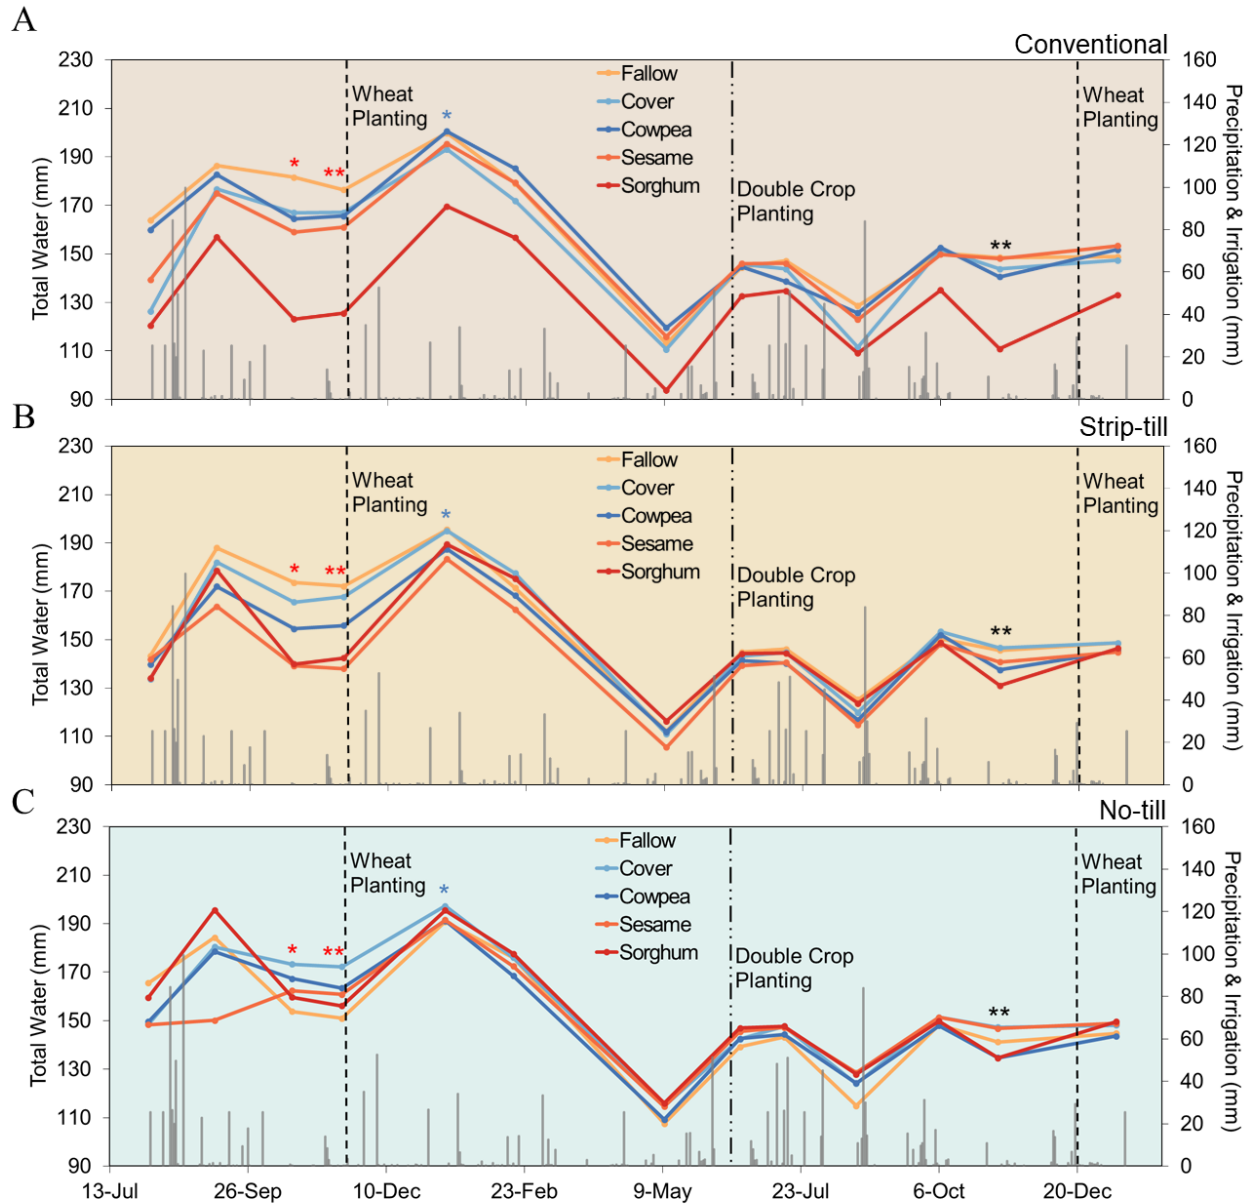 A
Conventional
230
210
190
170
150
130
110
90
Total Water (mm)
Wheat
Planting
*
**
*
Fallow
Cover
Cowpea
Sesame
Sorghum
Double Crop
Planting
**
Wheat
Planting
160
140
120
100
80
60
40
20
0
Precipitation & Irrigation (mm)
B
Strip-till
230
210
190
170
150
130
110
90
Total Water (mm)
Wheat
Planting
*
**
*
Fallow
Cover
Cowpea
Sesame
Sorghum
Double Crop
Planting
**
Wheat
Planting
160
140
120
100
80
60
40
20
0
Precipitation & Irrigation (mm)
C
No-till
230
210
190
170
150
130
110
90
Total Water (mm)
Wheat
Planting
*
**
*
Fallow
Cover
Cowpea
Sesame
Sorghum
Double Crop
Planting
**
Wheat
Planting
160
140
120
100
80
60
40
20
0
Precipitation & Irrigation (mm)
13-Jul 26-Sep 10-Dec 23-Feb 9-May 23-Jul 6-Oct 20-Dec